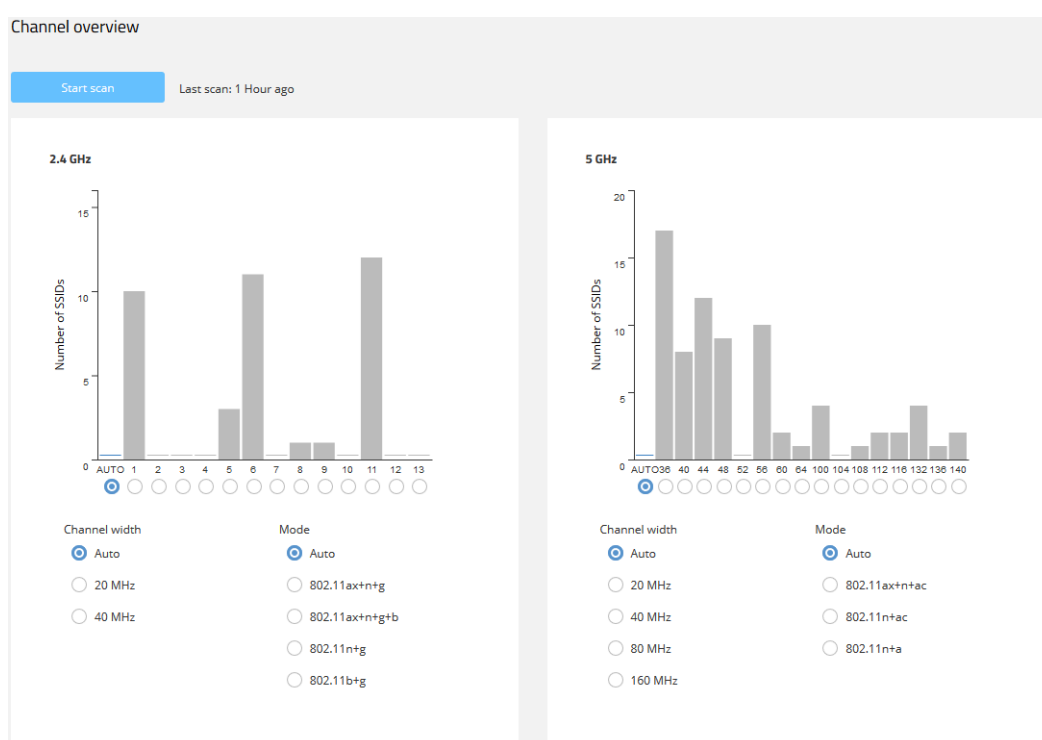 Channel overview
Start scan
Last scan: 1 Hour ago
2.4 GHz
15
10
5
0
Number of SSIDs
AUTO 1 2 3 4 5 6 7 8 9 10 11 12 13
Channel width
Auto
20 MHz
40 MHz
Mode
Auto
802.11ax+n+g
802.11ax+n+g+b
802.11n+g
802.11b+g
5 GHz
20
15
10
5
0
Number of SSIDs
AUTO36 40 44 48 52 56 60 64 100 104 108 112 116 132 136 140
Channel width
Auto
20 MHz
40 MHz
80 MHz
160 MHz
Mode
Auto
802.11ax+n+ac
802.11n+ac
802.11n+a